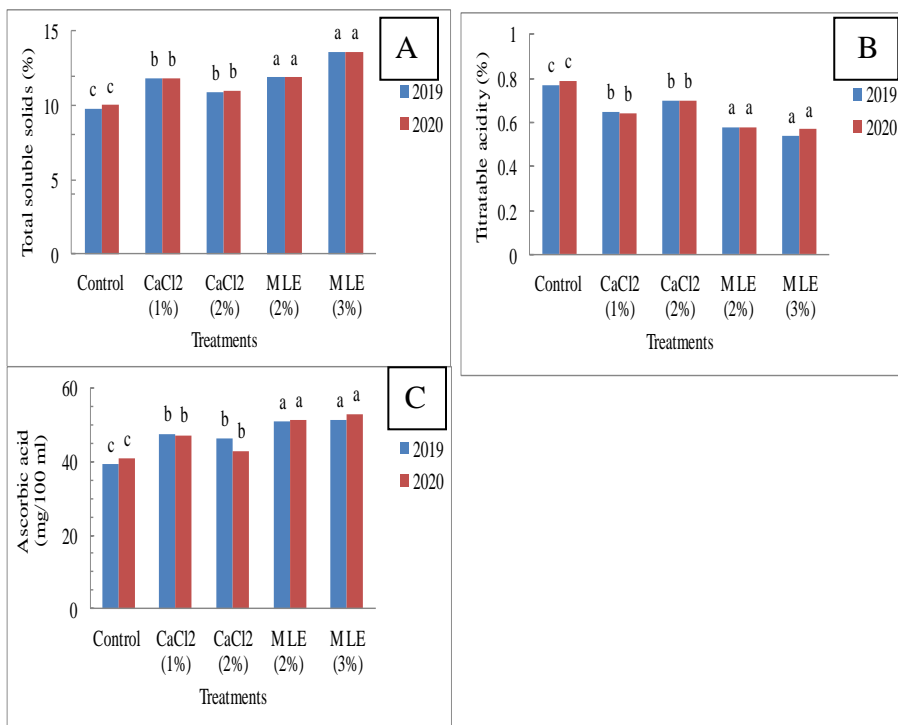 A
Total soluble solids (%)
15
10
5
0
c c
b b
b b
a a
a a
2019
2020
Control CaCl2 CaCl2 MLE MLE
(1%) (2%) (2%) (3%)
Treatments
B
Titratable acidity (%)
1
0.8
0.6
0.4
0.2
0
c c
b b
b b
a a
a a
2019
2020
Control CaCl2 CaCl2 MLE MLE
(1%) (2%) (2%) (3%)
Treatments
C
Ascorbic acid
(mg/100 ml)
60
40
20
0
c c
b b
b b
a a
a a
2019
2020
Control CaCl2 CaCl2 MLE MLE
(1%) (2%) (2%) (3%)
Treatments